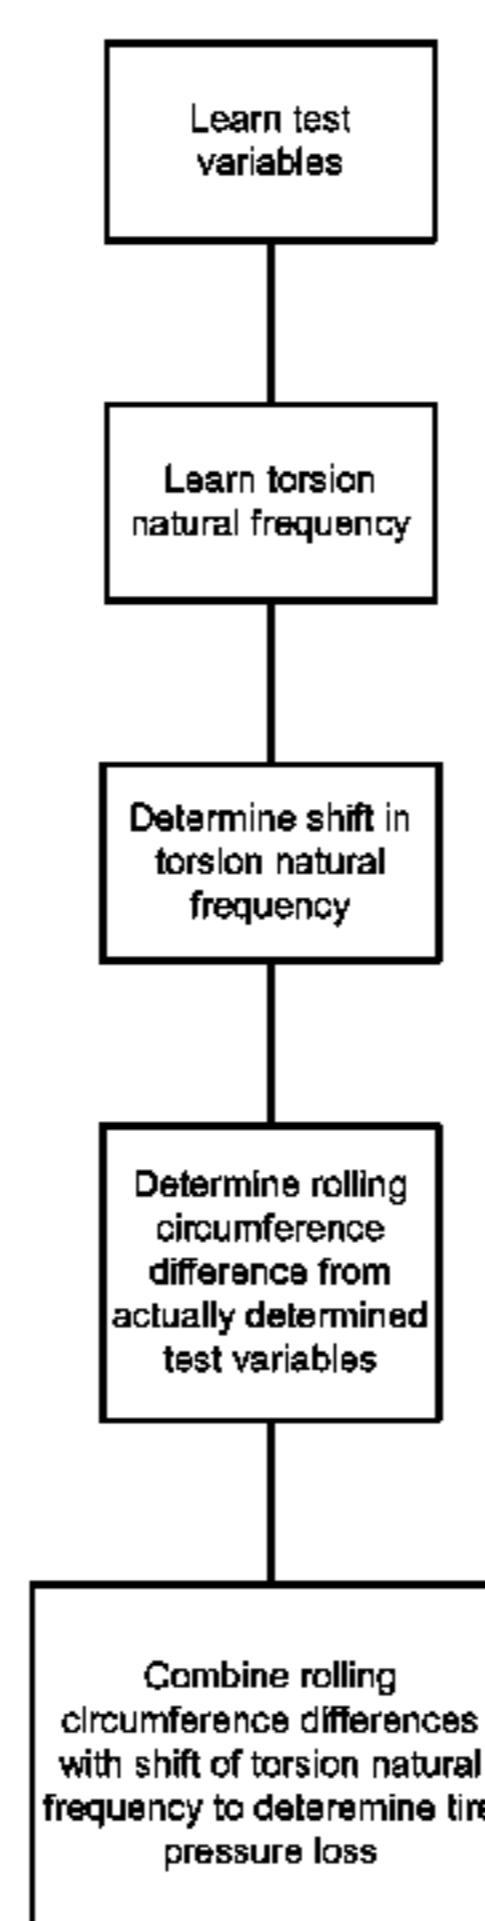 Learn test
variables
Learn torsion
natural frequency
Determine shift in
torsion natural
frequency
Determine rolling
circumference
difference from
actually determined
test variables
Combine rolling
circumference differences
with shift of torsion natural
frequency to deteremine tire
pressure loss